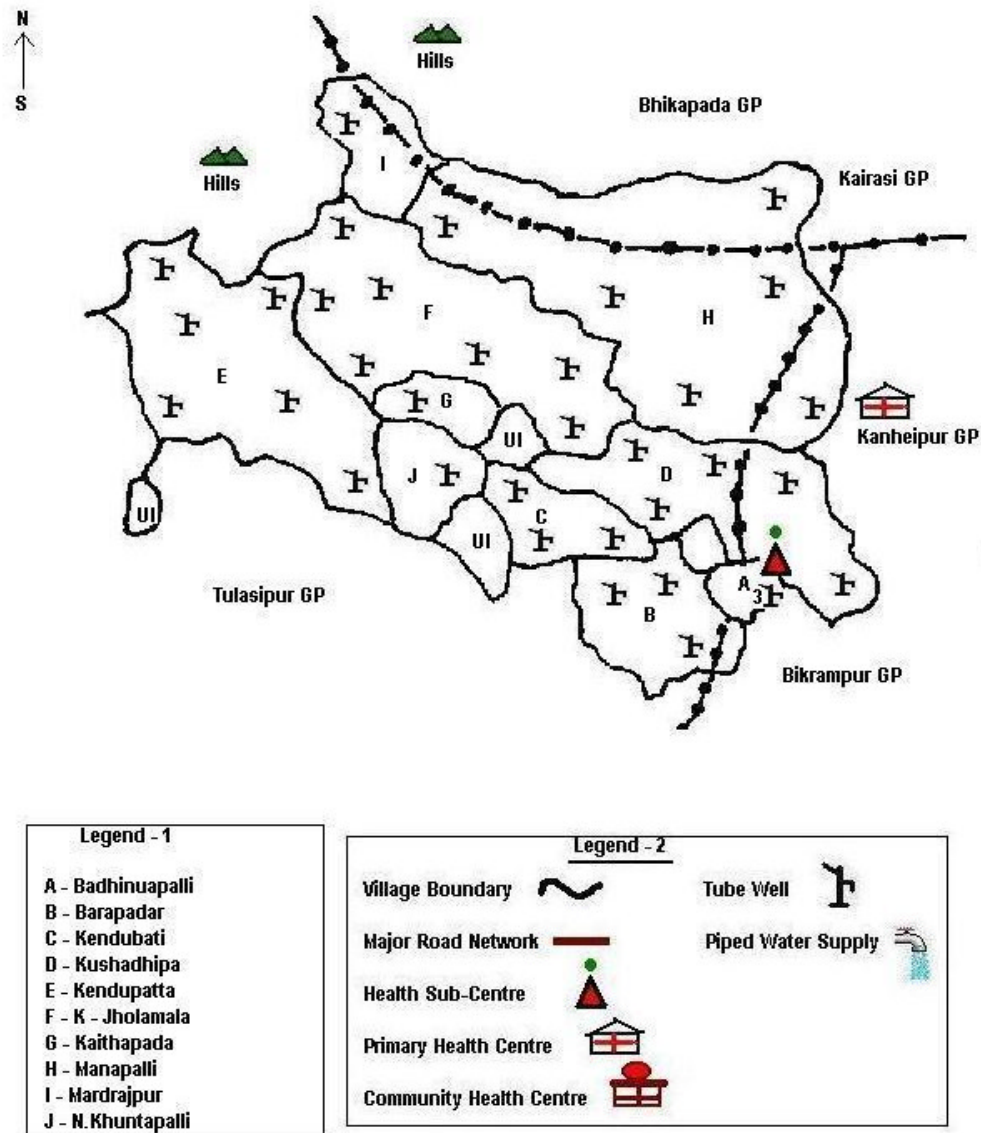 N
S
Hills
Bhikapada GP
Hills
I
Kairasi GP
F
H
E
G
Kanheipur GP
UI
J
D
C
UI
UI
Tulasipur GP
A
3
B
Bikrampur GP
Legend - 1
A - Badhinuapalli
B - Barapadar
C - Kendubati
D - Kushadhipa
E - Kendupatta
F - K - Jholamala
G - Kaithapada
H - Manapalli
I - Mardrajpur
J - N.Khuntapalli
Legend - 2
Village Boundary
Tube Well
Major Road Network
Piped Water Supply
Health Sub-Centre
Primary Health Centre
Community Health Centre